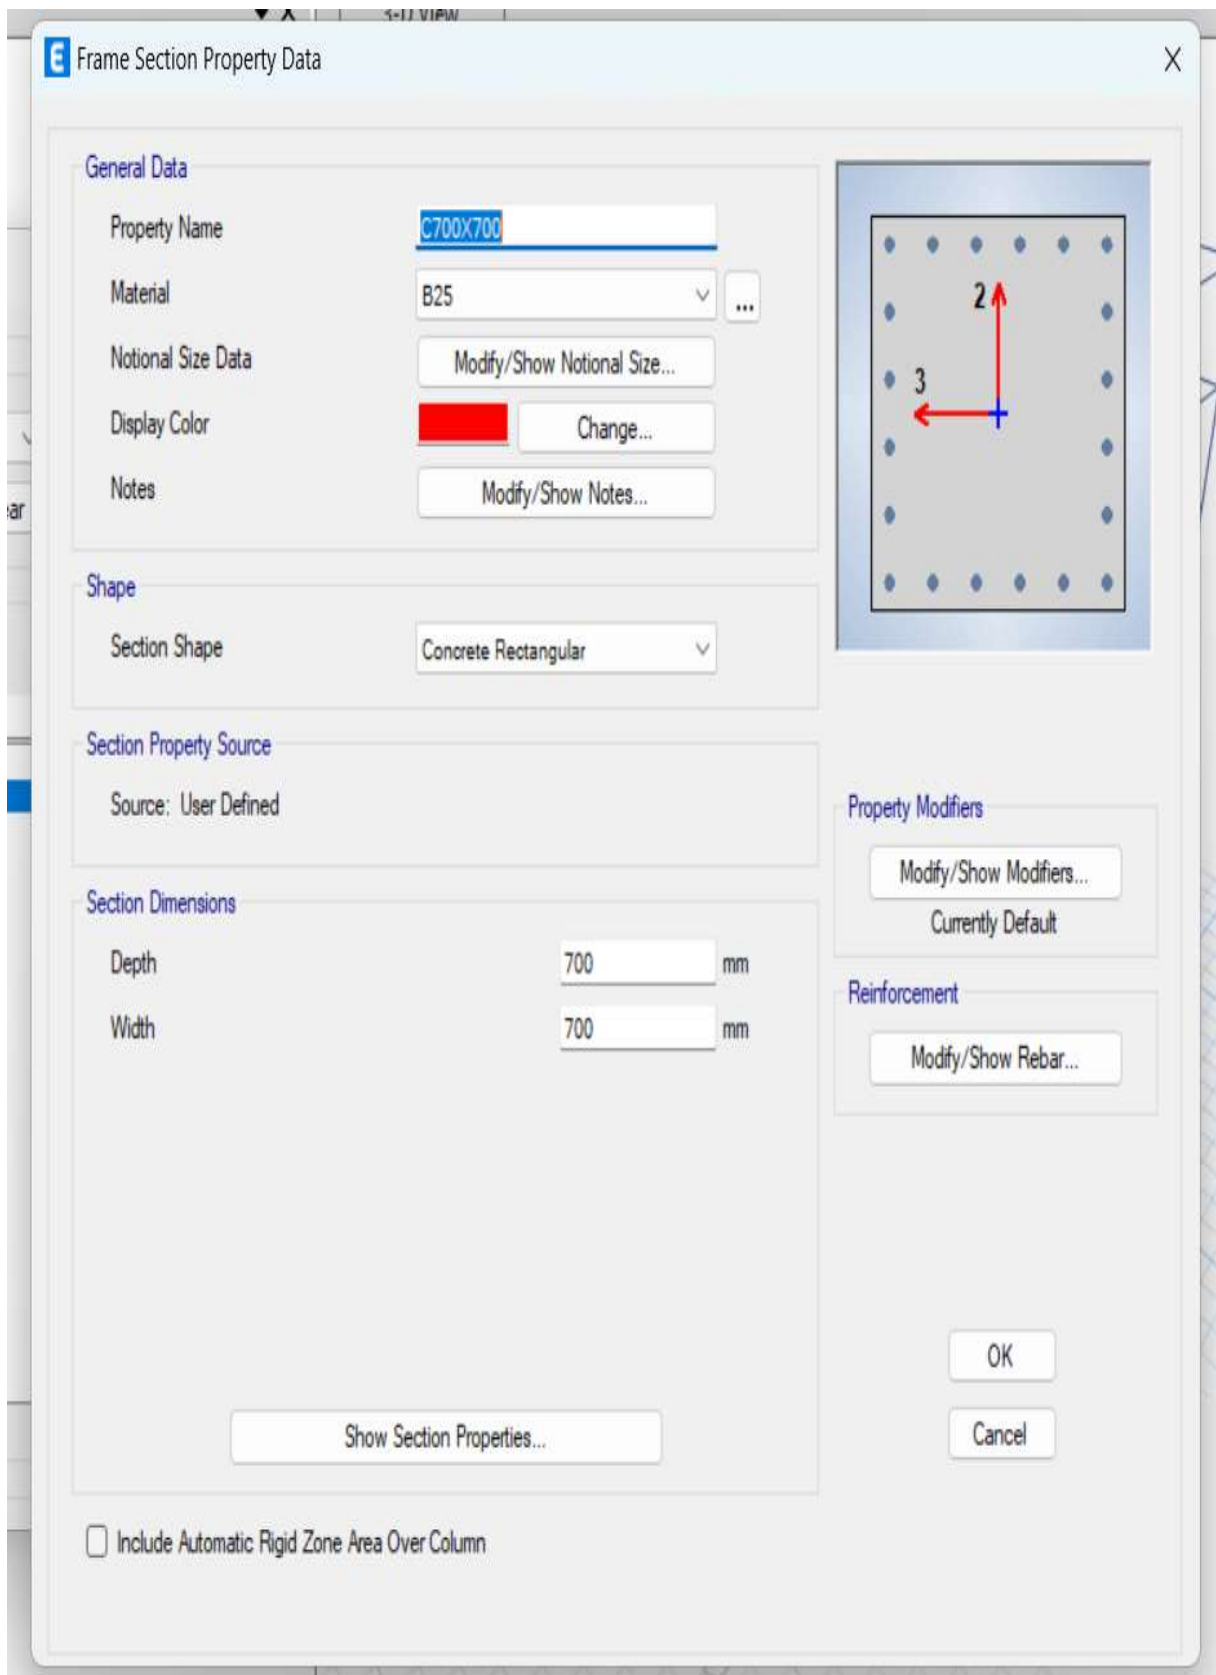 3-D View
Frame Section Property Data
X
General Data
Property Name
C700X700
Material
B25
...
Notional Size Data
Modify/Show Notional Size...
Display Color
Change...
Notes
Modify/Show Notes...
2
3
Shape
Section Shape
Concrete Rectangular
Section Property Source
Source: User Defined
Property Modifiers
Modify/Show Modifiers...
Currently Default
Section Dimensions
Depth
700
mm
Width
700
mm
Reinforcement
Modify/Show Rebar...
OK
Cancel
Show Section Properties...
Include Automatic Rigid Zone Area Over Column